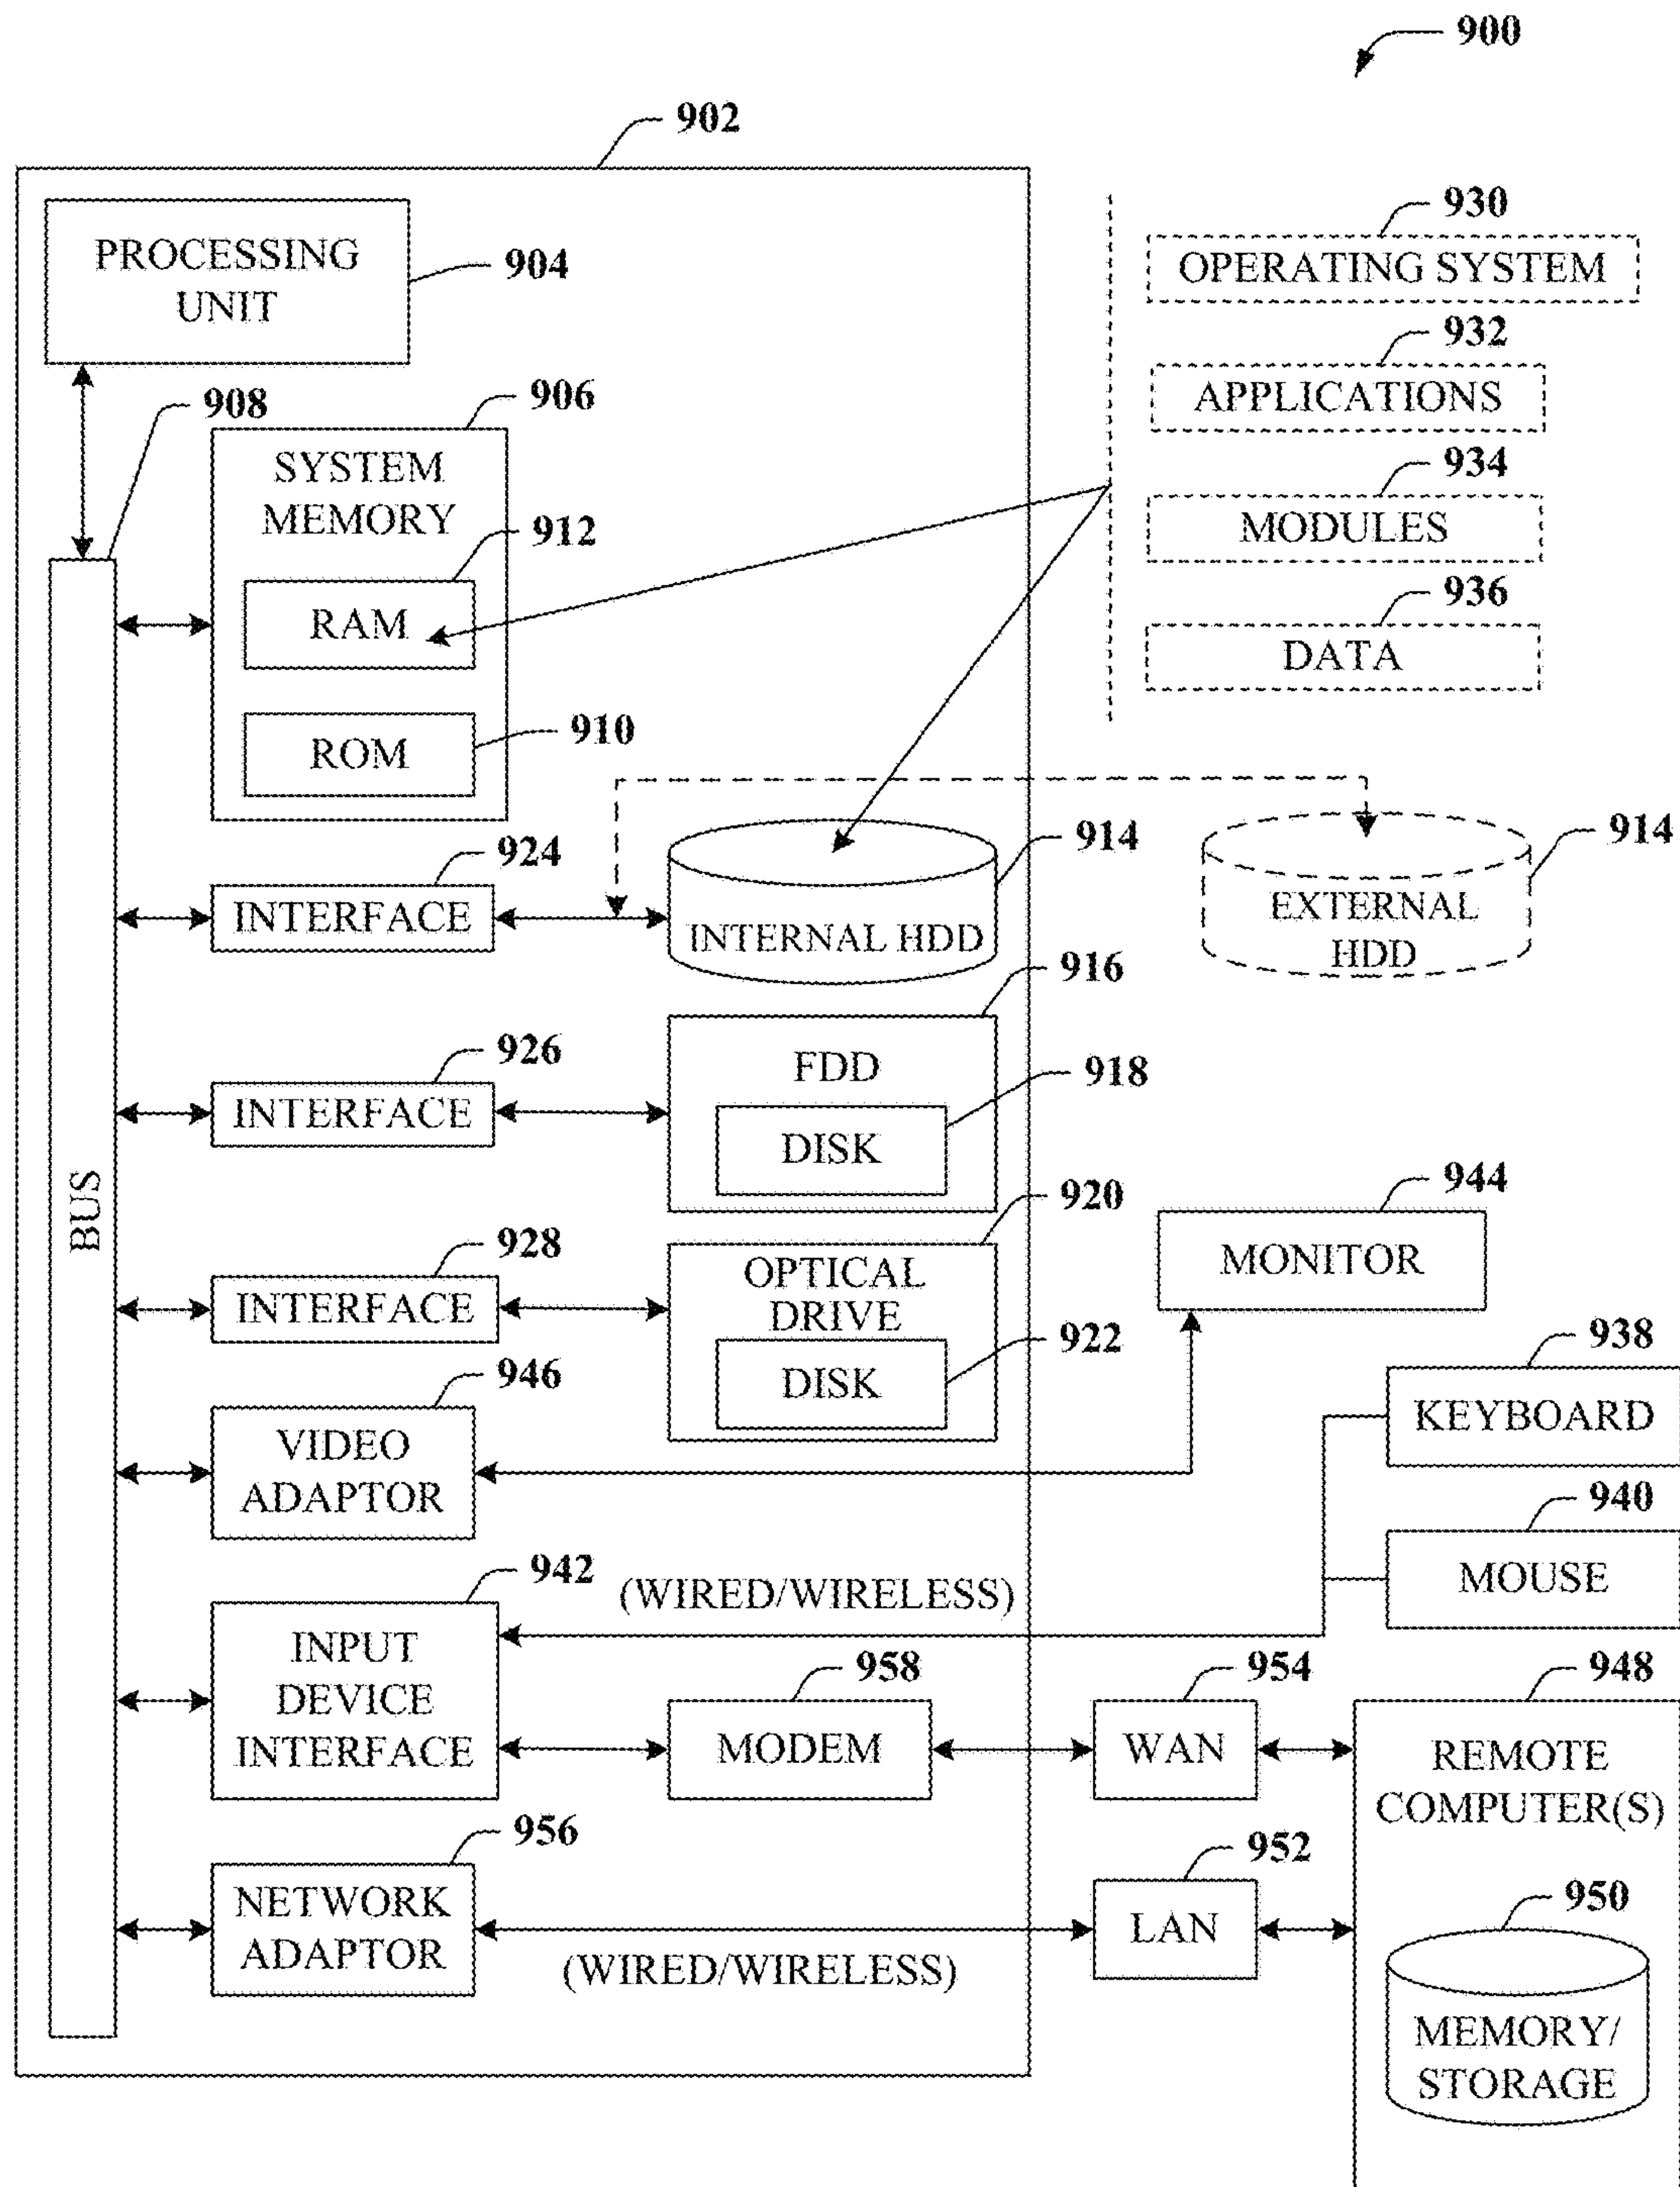 900
902
PROCESSING
UNIT
904
930
OPERATING SYSTEM
932
APPLICATIONS
934
MODULES
936
DATA
908
906
SYSTEM
MEMORY
912
RAM
910
ROM
BUS
924
INTERFACE
914
INTERNAL HDD
914
EXTERNAL
HDD
926
INTERFACE
916
FDD
918
DISK
928
INTERFACE
920
OPTICAL
DRIVE
922
DISK
944
MONITOR
946
VIDEO
ADAPTOR
938
KEYBOARD
940
MOUSE
942
INPUT
DEVICE
INTERFACE
(WIRED/WIRELESS)
958
MODEM
954
WAN
948
REMOTE
COMPUTER(S)
956
NETWORK
ADAPTOR
(WIRED/WIRELESS)
952
LAN
950
MEMORY/
STORAGE